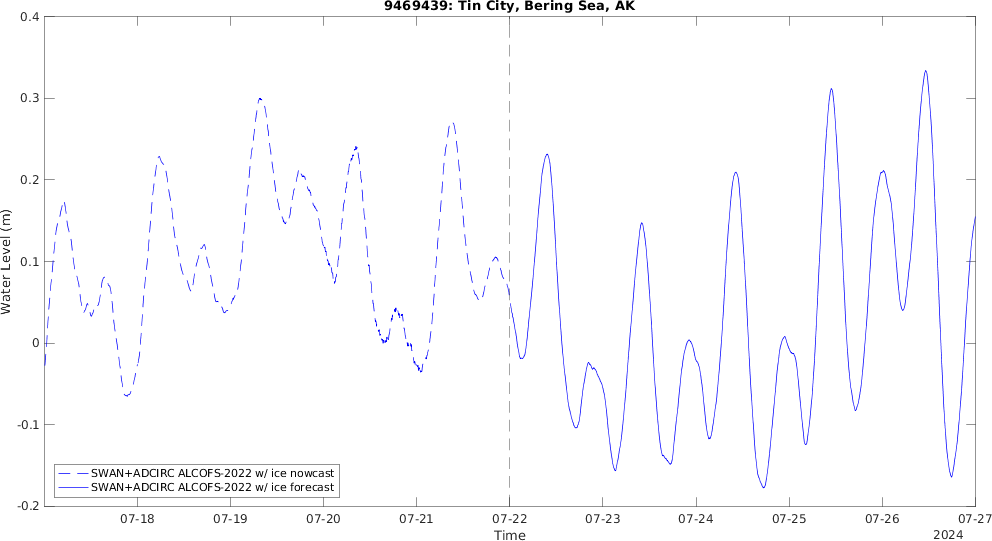 9469439: Tin City, Bering Sea, AK
0.4
0.3
0.2
0.1
0
-0.1
-0.2
Water Level (m)
SWAN+ADCIRC ALCOFS-2022 w/ ice nowcast
SWAN+ADCIRC ALCOFS-2022 w/ ice forecast
07-18 07-19 07-20 07-21 07-22 07-23 07-24 07-25 07-26 07-27
Time
2024